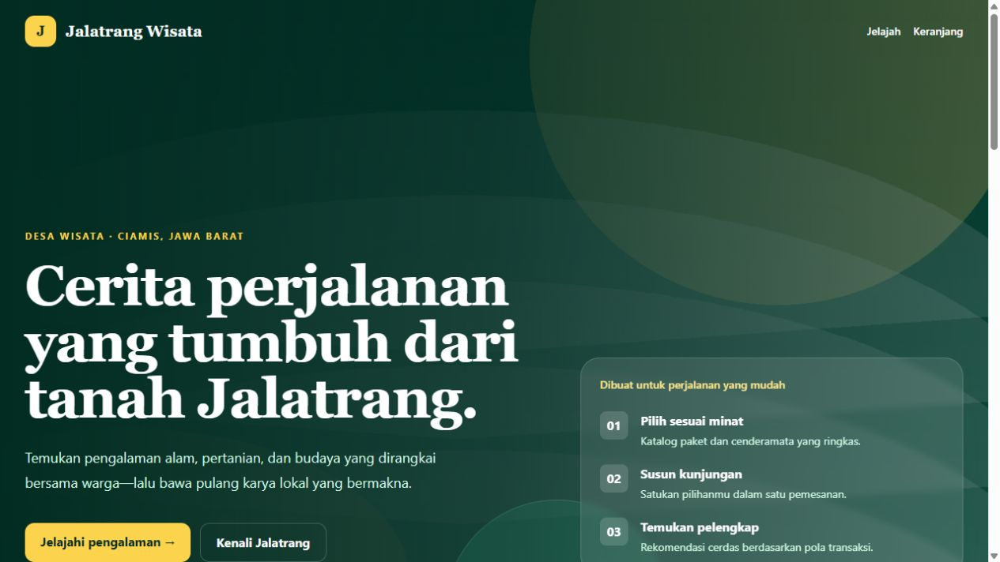 J
Jalatrang Wisata
Jelajah
Keranjang
DESA WISATA · CIAMIS, JAWA BARAT
Cerita perjalanan
yang tumbuh dari
tanah Jalatrang.
Temukan pengalaman alam, pertanian, dan budaya yang dirangkai
bersama warga—lalu bawa pulang karya lokal yang bermakna.
Jelajahi pengalaman →
Kenali Jalatrang
Dibuat untuk perjalanan yang mudah
01
Pilih sesuai minat
Katalog paket dan cenderamata yang ringkas.
02
Susun kunjungan
Satukan pilihanmu dalam satu pemesanan.
03
Temukan pelengkap
Rekomendasi cerdas berdasarkan pola transaksi.